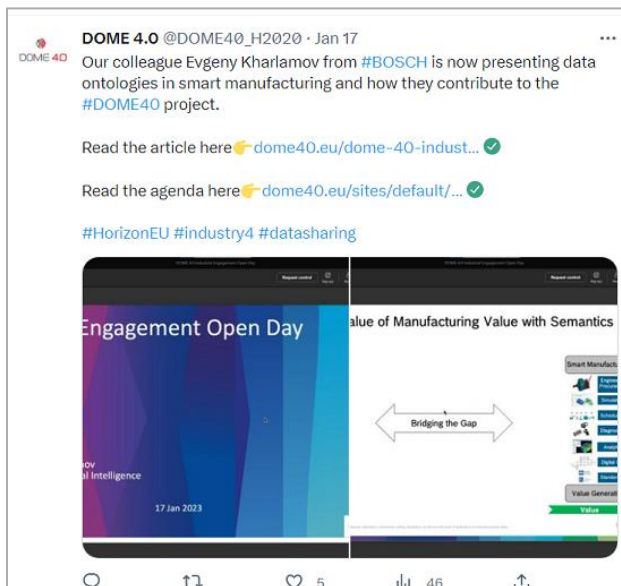 DOME 4.0 @DOME40_H2020 · Jan 17
DOME 4.0
Our colleague Evgeny Kharlamov from #BOSCH is now presenting data
ontologies in smart manufacturing and how they contribute to the
#DOME40 project.
Read the article here👉dome40.eu/dome-40-indust...
Read the agenda here👉dome40.eu/sites/default/...
#HorizonEU #industry4 #datasharing
Request control
Engagement Open Day
ov
al Intelligence
17 Jan 2023
Request control
alue of Manufacturing Value with Semantics
Smart Manufact
Bridging the Gap
Value Generati
Value
5
46